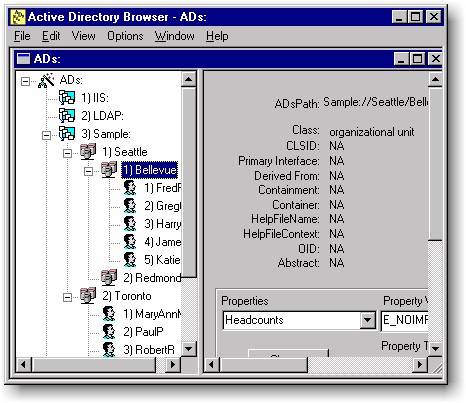 Active Directory Browser - ADs:
File Edit View Options Window Help
ADs:
ADs:
1) IIS:
2) LDAP:
3) Sample:
1) Seattle
1) Bellevue
1) FredF
2) Greg
3) Harry
4) Jame
5) Katie
2) Redmond
2) Toronto
1) MaryAnn
2) PaulP
3) RobertR
ADsPath: Sample://Seattle/Belle
Class: organizational unit
CLSID: NA
Primary Interface: NA
Derived From: NA
Containment: NA
Container: NA
HelpFileName: NA
HelpFileContext: NA
OID: NA
Abstract: NA
Properties
Property V
Headcounts
E_NOIMP
Property T